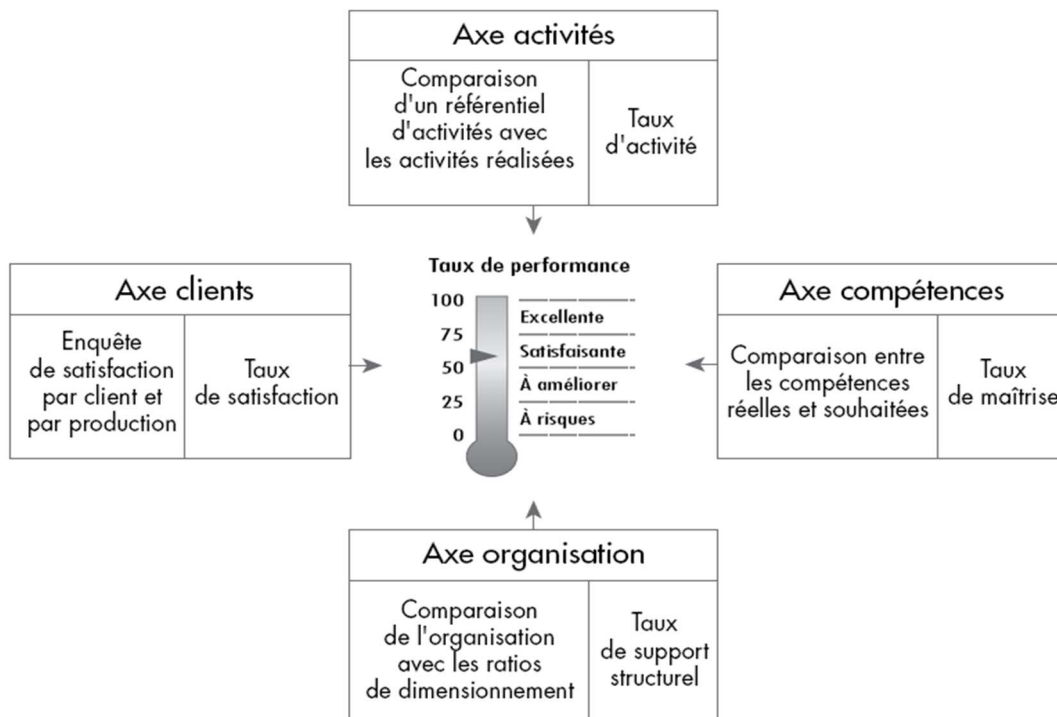 Axe activités
Comparaison
d'un référentiel
d'activités avec
les activités réalisées
Taux
d'activité
Axe clients
Enquête
de satisfaction
par client et
par production
Taux
de satisfaction
Taux de performance
100
Excellente
75
Satisfaisante
50
À améliorer
25
À risques
0
Axe compétences
Comparaison entre
les compétences
réelles et souhaitées
Taux
de maîtrise
Axe organisation
Comparaison
de l'organisation
avec les ratios
de dimensionnement
Taux
de support
structurel